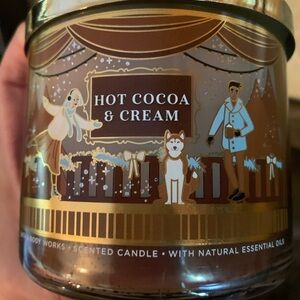 HOT COCOA
& CREAM
BODY WORKS • SCENTED CANDLE • WITH NATURAL ESSENTIAL OILS